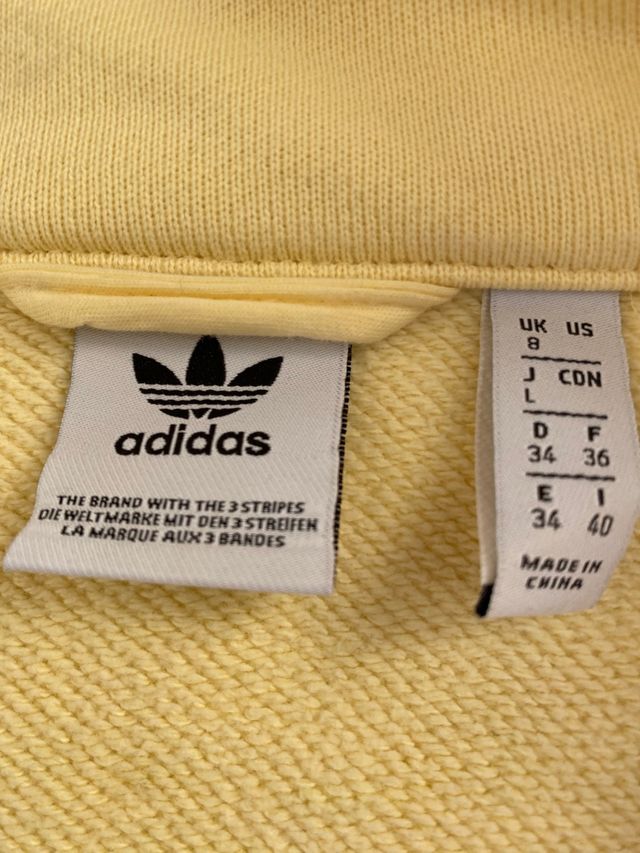 adidas
THE BRAND WITH THE 3 STRIPES
DIE WELTMARKE MIT DEN 3 STREIFEN
LA MARQUE AUX 3 BANDES
UK US
8
J CDN
L
D F
34 36
E I
34 40
MADE IN
CHINA